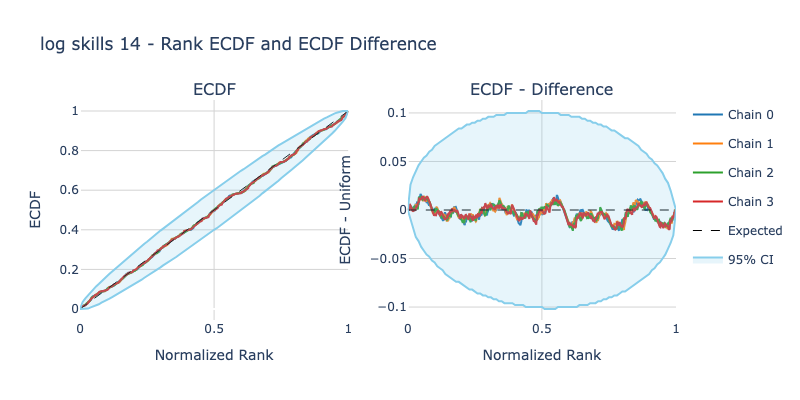 log skills 14 - Rank ECDF and ECDF Difference
ECDF
ECDF - Difference
ECDF
1
0.8
0.6
0.4
0.2
0
0
0.5
1
Normalized Rank
ECDF - Uniform
0.1
0.05
0
−0.05
−0.1
0
0.5
1
Normalized Rank
Chain 0
Chain 1
Chain 2
Chain 3
Expected
95% CI